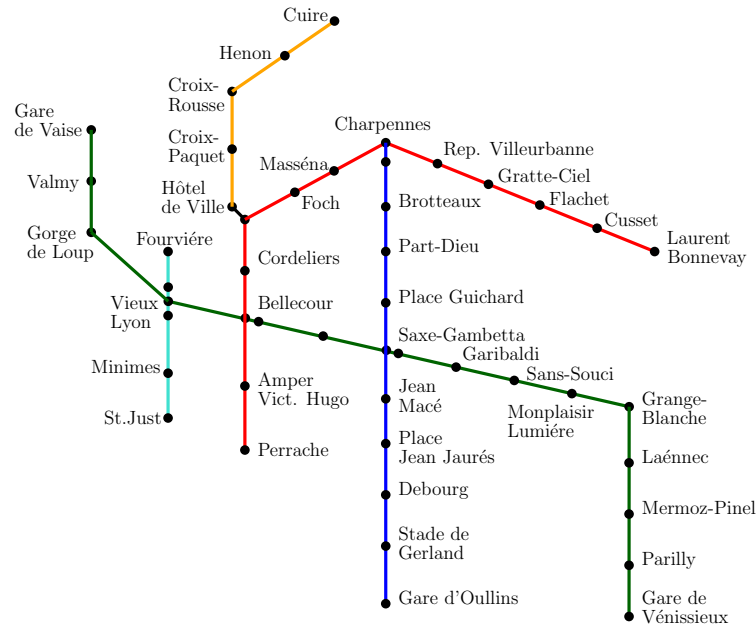 Cuire
Henon
Croix-
Rousse
Gare
de Vaise
Charpennes
Croix-
Paquet
Masséna
Rep. Villeurbanne
Valmy
Gratte-Ciel
Hôtel
de Ville
Foch
Brotteaux
Flachet
Cusset
Gorge
de Loup
Fourviére
Laurent
Bonnevay
Cordeliers
Part-Dieu
Vieux
Lyon
Bellecour
Place Guichard
Saxe-Gambetta
Garibaldi
Minimes
Sans-Souci
Amper
Vict. Hugo
Jean
Macé
Monplaisir
Lumiére
Grange-
Blanche
St.Just
Perrache
Place
Jean Jaurés
Laénnec
Debourg
Mermoz-Pinel
Stade de
Gerland
Parilly
Gare d'Oullins
Gare de
Vénissieux